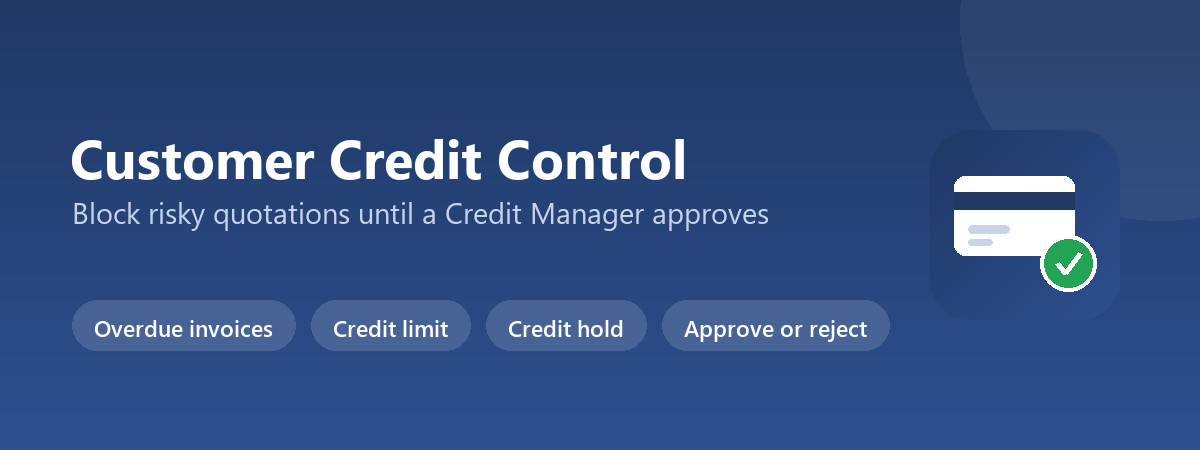 Customer Credit Control
Block risky quotations until a Credit Manager approves
Overdue invoices
Credit limit
Credit hold
Approve or reject